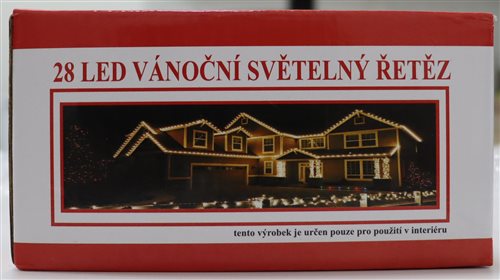 28 LED VÁNOČNÍ SVĚTELNÝ ŘETĚZ
tento výrobek je určen pouze pro použití v interiéru